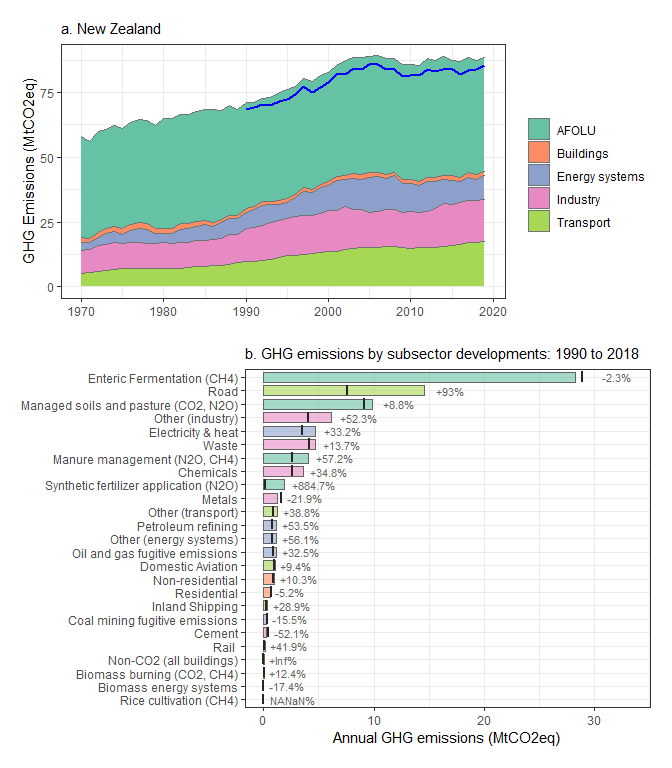 a. New Zealand
GHG Emissions (MtCO2eq)
75
50
25
0
1970
1980
1990
2000
2010
2020
AFOLU
Buildings
Energy systems
Industry
Transport
b. GHG emissions by subsector developments: 1990 to 2018
Enteric Fermentation (CH4) -2.3%
Road +93%
Managed soils and pasture (CO2, N2O) +8.8%
Other (industry) +52.3%
Electricity & heat +33.2%
Waste +13.7%
Manure management (N2O, CH4) +57.2%
Chemicals +34.8%
Synthetic fertilizer application (N2O) +884.7%
Metals -21.9%
Other (transport) +38.8%
Petroleum refining +53.5%
Other (energy systems) +56.1%
Oil and gas fugitive emissions +32.5%
Domestic Aviation +9.4%
Non-residential +10.3%
Residential -5.2%
Inland Shipping +28.9%
Coal mining fugitive emissions -15.5%
Cement -52.1%
Rail +41.9%
Non-CO2 (all buildings) +Inf%
Biomass burning (CO2, CH4) +12.4%
Biomass energy systems -17.4%
Rice cultivation (CH4) NANaN%
0
10
20
30
Annual GHG emissions (MtCO2eq)